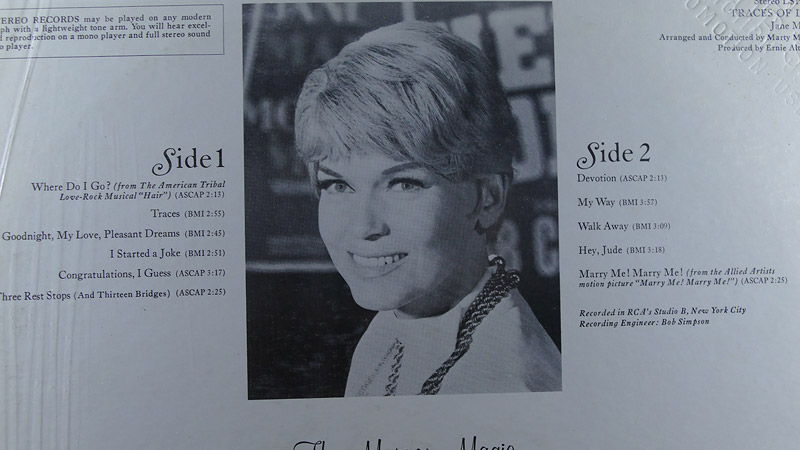 STEREO RECORDS may be played on any modern
with a lightweight tone arm. You will hear excel-
reproduction on a mono player and full stereo sound
player.
Stereo
TRACES OF
Jane
Arranged and Conducted by Marty
Produced by Ernie
Side 1
Where Do I Go? (from The American Tribal
Love-Rock Musical "Hair") (ASCAP 2:13)
Traces (BMI 2:55)
Goodnight, My Love, Pleasant Dreams (BMI 2:45)
I Started a Joke (BMI 2:51)
Congratulations, I Guess (ASCAP 3:17)
Three Rest Stops (And Thirteen Bridges) (ASCAP 2:25)
Side 2
Devotion (ASCAP 2:13)
My Way (BMI 3:57)
Walk Away (BMI 3:09)
Hey, Jude (BMI 3:18)
Marry Me! Marry Me! (from the Allied Artists
motion picture "Marry Me! Marry Me!") (ASCAP 2:25)
Recorded in RCA's Studio B, New York City
Recording Engineer: Bob Simpson
The Magic